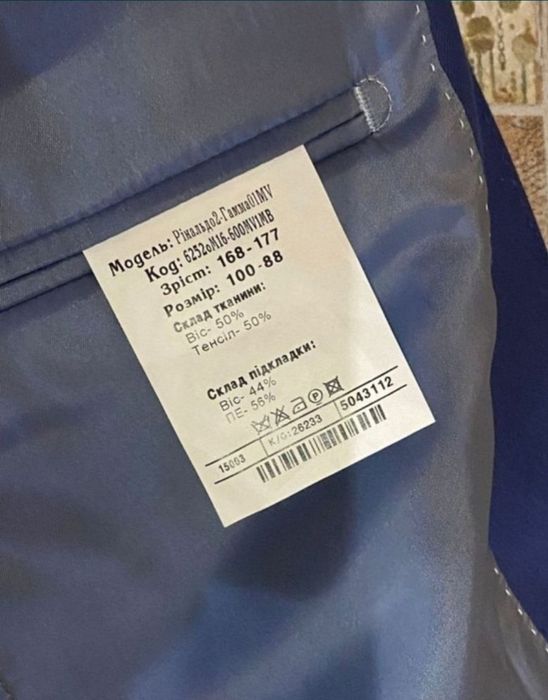 Модель: Рінальдо2-Гамма01MV
Код: 6252оМ16-600MV1МВ
Зріст: 168-177
Розмір: 100-88
Склад тканини:
Віс- 50%
Тенсіл- 50%
Склад підкладки:
Віс- 44%
ПЕ- 56%
P
15003 К/С: 26233 5043112